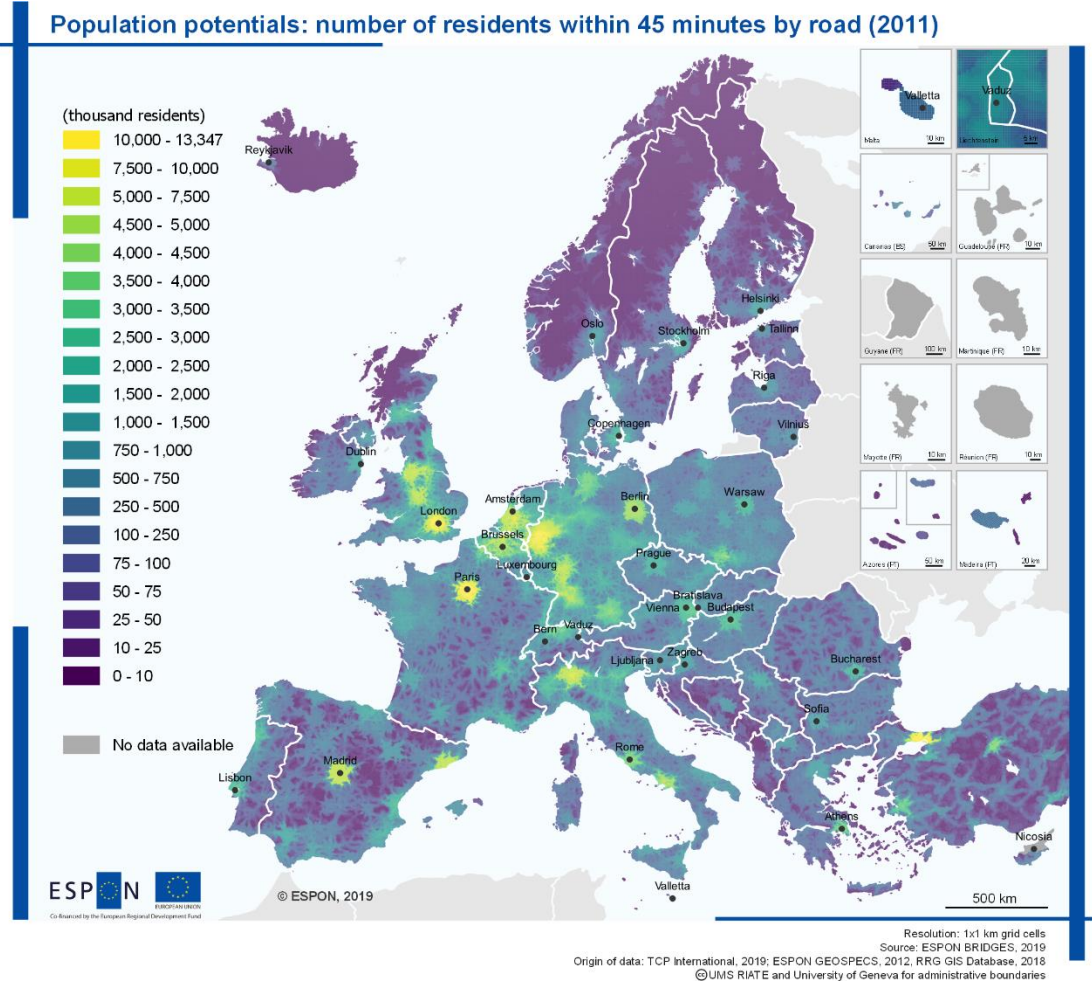 Population potentials: number of residents within 45 minutes by road (2011)
(thousand residents)
10,000 - 13,347
7,500 - 10,000
5,000 - 7,500
4,500 - 5,000
4,000 - 4,500
3,500 - 4,000
3,000 - 3,500
2,500 - 3,000
2,000 - 2,500
1,500 - 2,000
1,000 - 1,500
750 - 1,000
500 - 750
250 - 500
100 - 250
75 - 100
50 - 75
25 - 50
10 - 25
0 - 10
No data available
Reykjavik
Oslo
Stockholm
Helsinki
Tallinn
Riga
Vilnius
Copenhagen
Dublin
London
Amsterdam
Brussels
Luxembourg
Paris
Berlin
Warsaw
Prague
Bratislava
Vienna
Budapest
Bern
Vaduz
Ljubljana
Zagreb
Bucharest
Sofia
Rome
Madrid
Lisbon
Athens
Nicosia
Valletta
Valletta
Malta
10 km
Vaduz
Liechtenstein
5 km
Canarias (ES)
50 km
Guadeloupe (FR)
10 km
Guyane (FR)
100 km
Martinique (FR)
10 km
Mayotte (FR)
10 km
Réunion (FR)
10 km
Azores (PT)
50 km
Madeira (PT)
20 km
ESPON
EUROPEAN UNION
Co-financed by the European Regional Development Fund
© ESPON, 2019
500 km
Resolution: 1x1 km grid cells
Source: ESPON BRIDGES, 2019
Origin of data: TCP International, 2019; ESPON GEOSPECS, 2012, RRG GIS Database, 2018
© UMS RIATE and University of Geneva for administrative boundaries